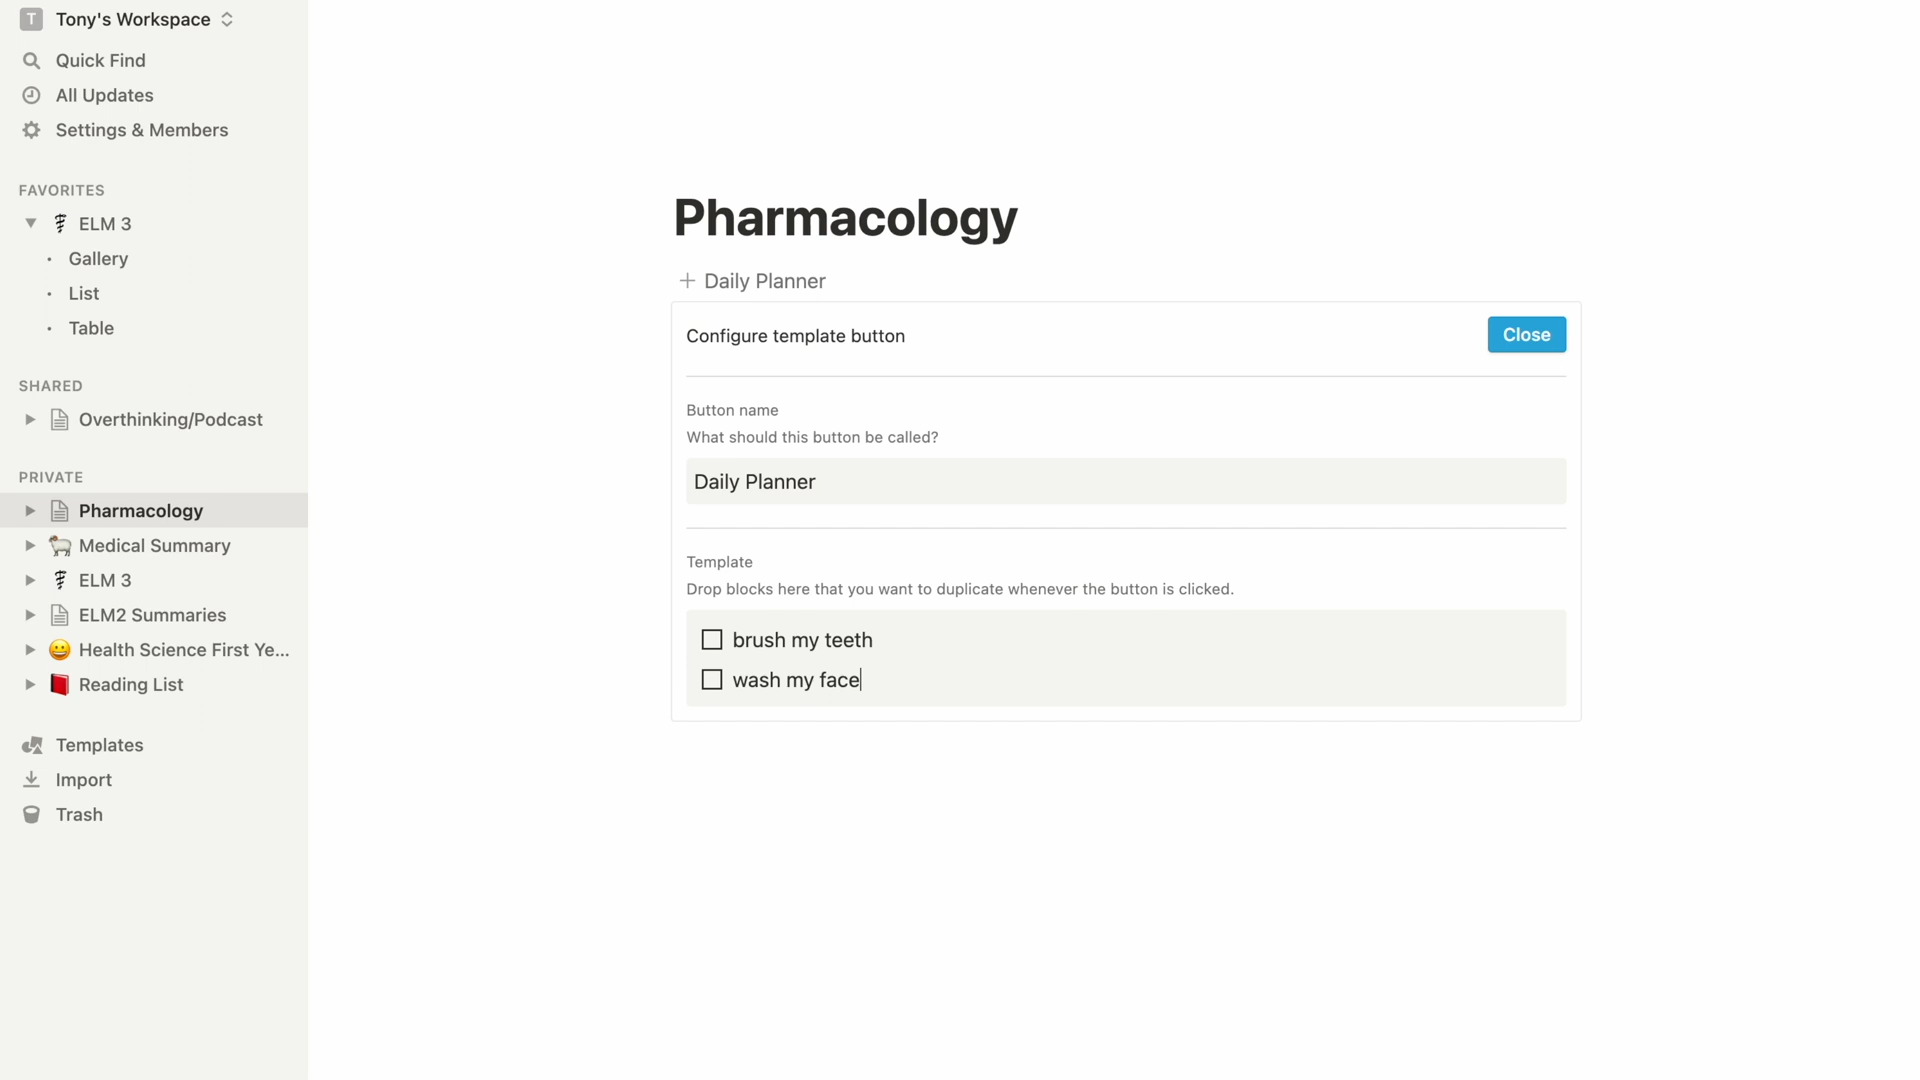 T Tony's Workspace
Quick Find
All Updates
Settings & Members
FAVORITES
ELM 3
Gallery
List
Table
SHARED
Overthinking/Podcast
PRIVATE
Pharmacology
Medical Summary
ELM 3
ELM2 Summaries
Health Science First Ye...
Reading List
Templates
Import
Trash
Pharmacology
+ Daily Planner
Configure template button
Close
Button name
What should this button be called?
Daily Planner
Template
Drop blocks here that you want to duplicate whenever the button is clicked.
brush my teeth
wash my face